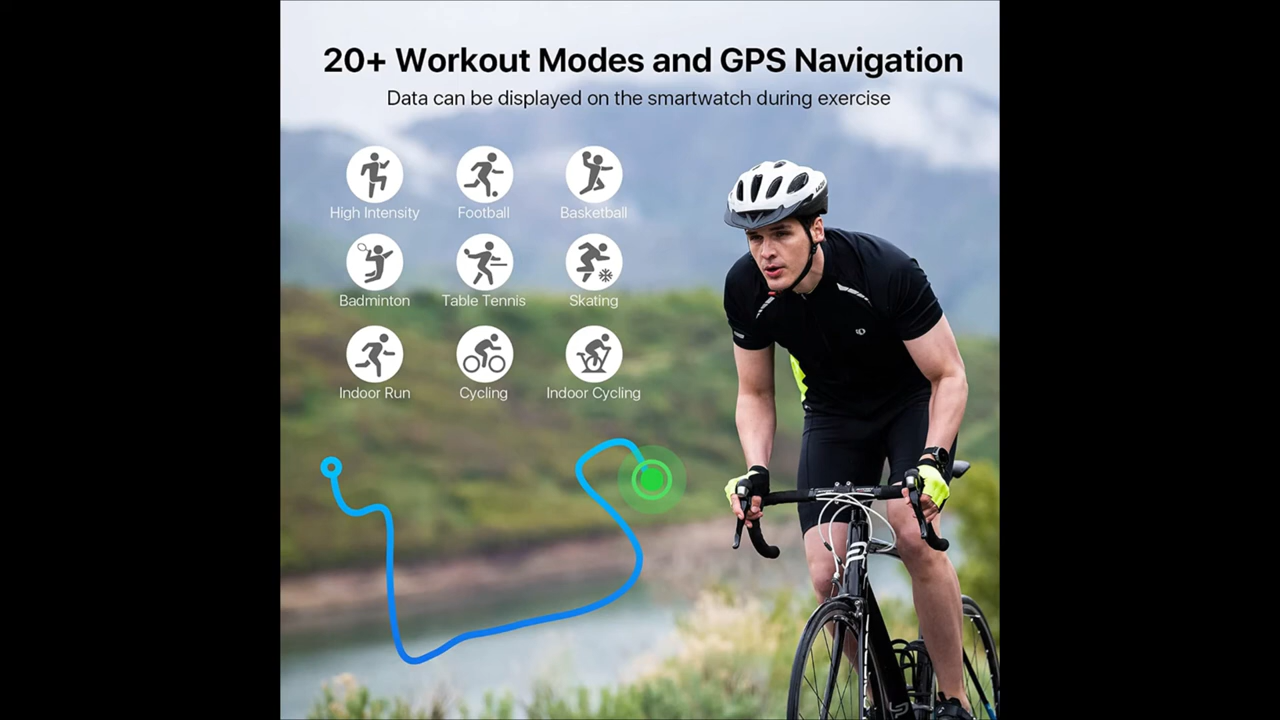 20+ Workout Modes and GPS Navigation
Data can be displayed on the smartwatch during exercise
High Intensity Football Basketball
Badminton Table Tennis Skating
Indoor Run Cycling Indoor Cycling